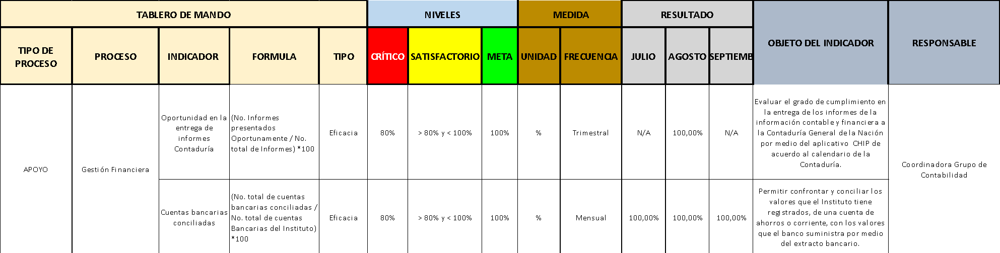 TABLERO DE MANDO
NIVELES
MEDIDA
RESULTADO
OBJETO DEL INDICADOR
RESPONSABLE
TIPO DE
PROCESO
PROCESO
INDICADOR
FORMULA
TIPO
CRÍTICO
SATISFACTORIO
META
UNIDAD
FRECUENCIA
JULIO
AGOSTO
SEPTIEMB
APOYO
Gestión Financiera
Oportunidad en la
entrega de
informes
Contaduría
(No. Informes
presentados
Oportunamente / No.
total de Informes) *100
Eficacia
80%
> 80% y < 100%
100%
%
Trimestral
N/A
100,00%
N/A
Evaluar el grado de cumplimiento en
la entrega de los informes de la
información contable y financiera a
la Contaduría General de la Nación
por medio del aplicativo CHIP de
acuerdo al calendario de la
Contaduría.
Coordinadora Grupo de
Contabilidad
Cuentas bancarias
conciliadas
(No. total de cuentas
bancarias conciliadas /
No. total de cuentas
Bancarias del Instituto)
*100
Eficacia
80%
> 80% y < 100%
100%
%
Mensual
100,00%
100,00%
100,00%
Permitir confrontar y conciliar los
valores que el Instituto tiene
registrados, de una cuenta de
ahorros o corriente, con los valores
que el banco suministra por medio
del extracto bancario.